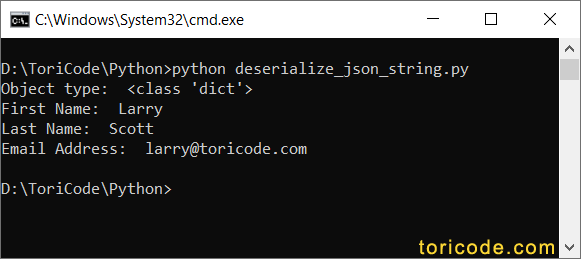 C:\Windows\System32\cmd.exe
D:\ToriCode\Python>python deserialize_json_string.py
Object type:  <class 'dict'>
First Name:  Larry
Last Name:  Scott
Email Address:  larry@toricode.com
D:\ToriCode\Python>
toricode.com